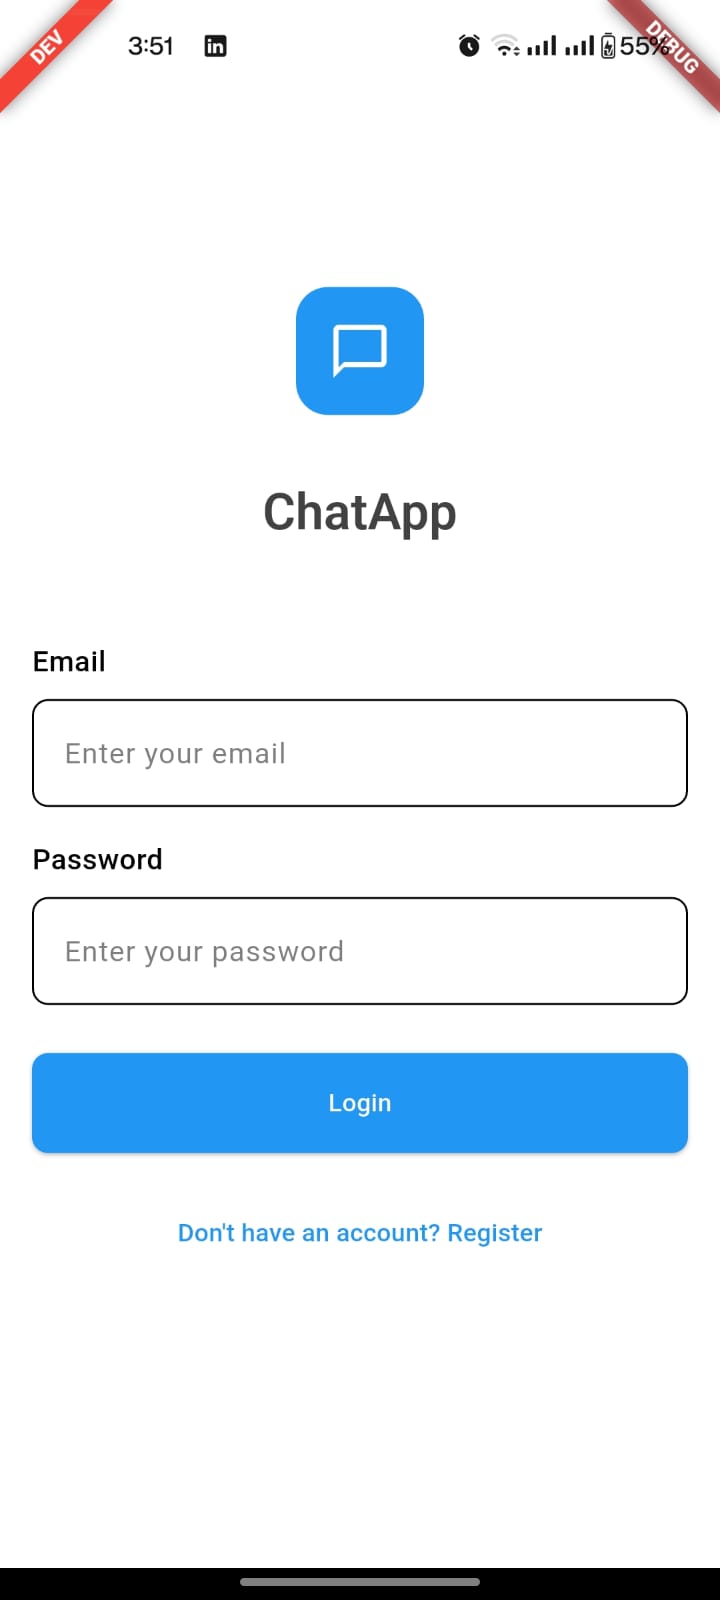 DEV
3:51 in 55%
DEBUG
ChatApp
Email
Enter your email
Password
Enter your password
Login
Don't have an account? Register